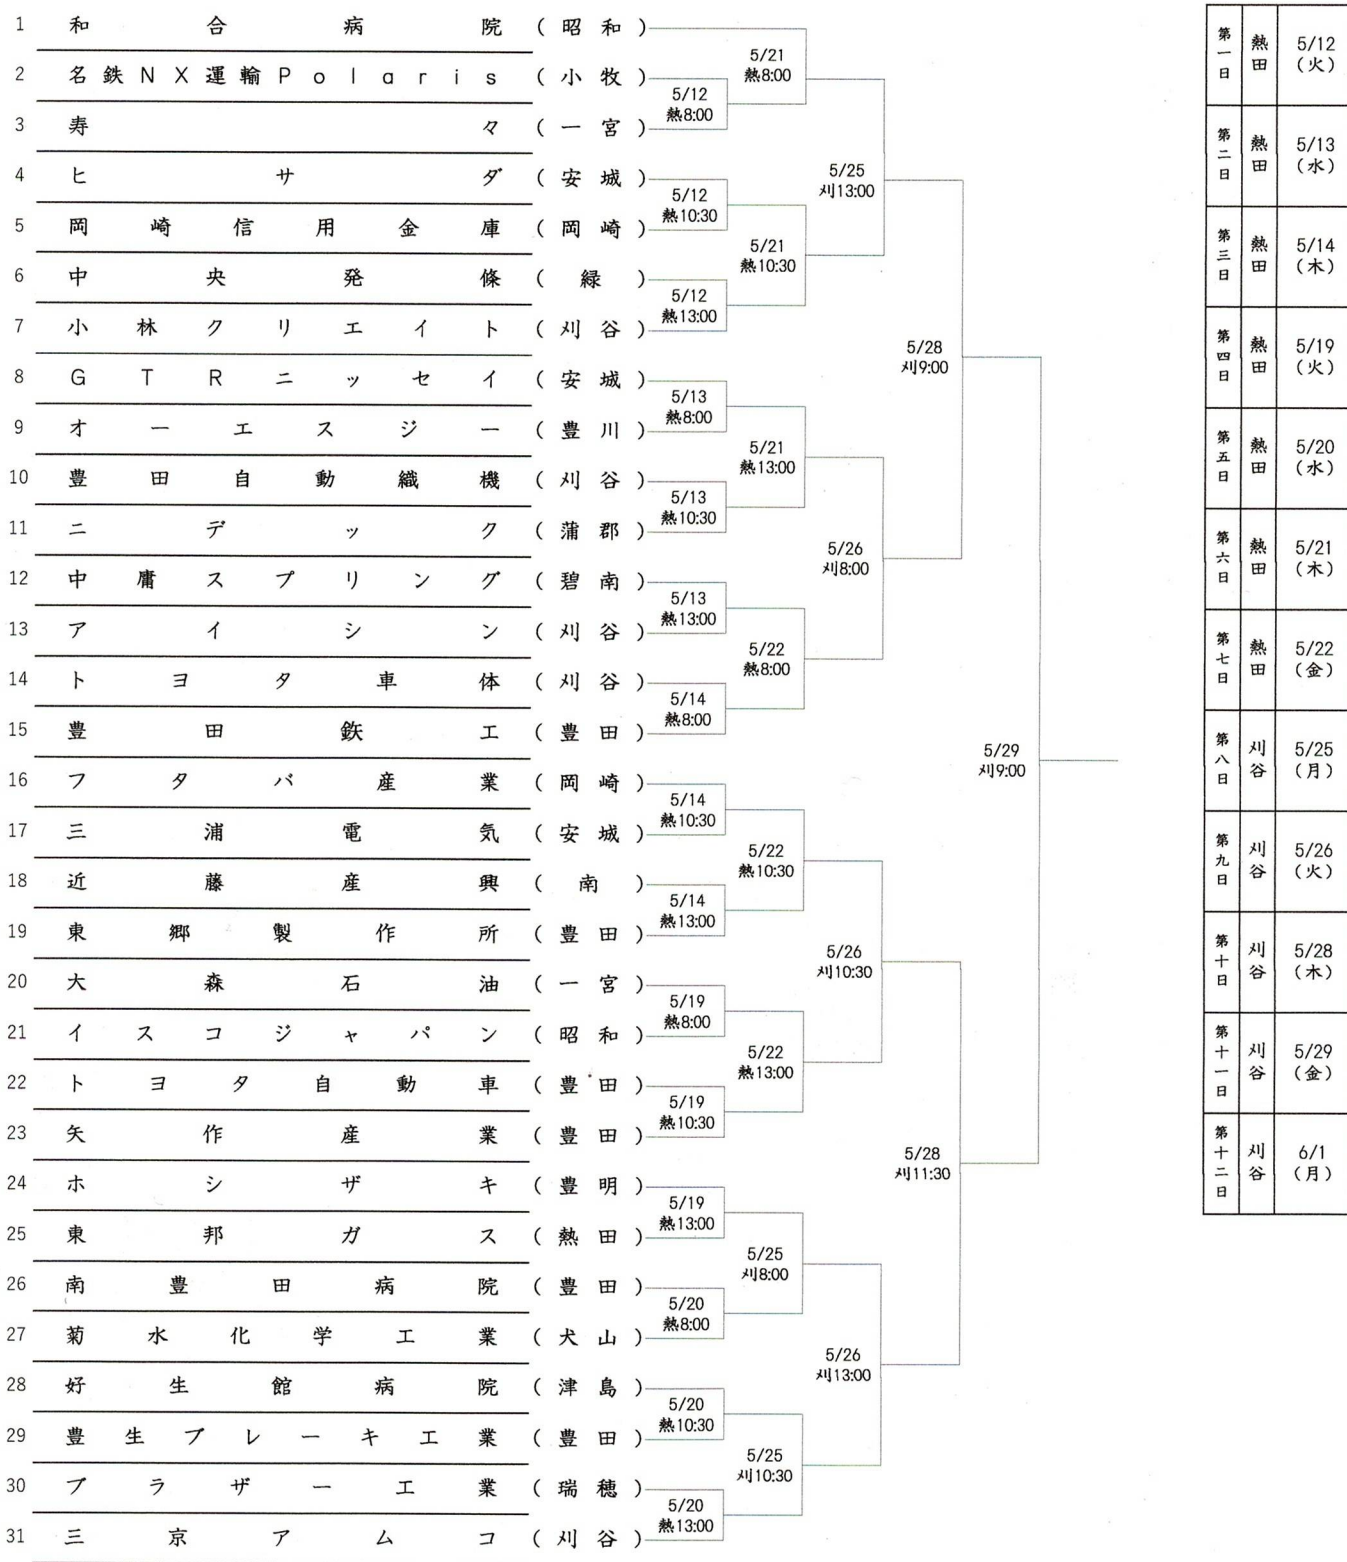 1 和合病院 (昭和)
2 名鉄NX運輸Polaris (小牧)
3 寿々 (一宮)
4 ヒサダ (安城)
5 岡崎信用金庫 (岡崎)
6 中央発條 (緑)
7 小林クリエイト (刈谷)
8 GTRニッセイ (安城)
9 オーエスジー (豊川)
10 豊田自動織機 (刈谷)
11 ニデック (蒲郡)
12 中庸スプリング (碧南)
13 アイシン (刈谷)
14 トヨタ車体 (刈谷)
15 豊田鉃工 (豊田)
16 フタバ産業 (岡崎)
17 三浦電気 (安城)
18 近藤産興 (南)
19 東郷製作所 (豊田)
20 大森石油 (一宮)
21 イスコジャパン (昭和)
22 トヨタ自動車 (豊田)
23 矢作産業 (豊田)
24 ホシザキ (豊明)
25 東邦ガス (熱田)
26 南豊田病院 (豊田)
27 菊水化学工業 (犬山)
28 好生館病院 (津島)
29 豊生ブレーキ工業 (豊田)
30 ブラザー工業 (瑞穂)
31 三京アムコ (刈谷)
5/12
熱8:00
5/12
熱10:30
5/12
熱13:00
5/13
熱8:00
5/13
熱10:30
5/13
熱13:00
5/14
熱8:00
5/14
熱10:30
5/14
熱13:00
5/19
熱8:00
5/19
熱10:30
5/19
熱13:00
5/20
熱8:00
5/20
熱10:30
5/20
熱13:00
5/21
熱8:00
5/21
熱10:30
5/21
熱13:00
5/22
熱8:00
5/22
熱10:30
5/22
熱13:00
5/25
刈8:00
5/25
刈10:30
5/25
刈13:00
5/26
刈8:00
5/26
刈10:30
5/26
刈13:00
5/28
刈9:00
5/28
刈11:30
5/29
刈9:00
第一日 熱田 5/12 (火)
第二日 熱田 5/13 (水)
第三日 熱田 5/14 (木)
第四日 熱田 5/19 (火)
第五日 熱田 5/20 (水)
第六日 熱田 5/21 (木)
第七日 熱田 5/22 (金)
第八日 刈谷 5/25 (月)
第九日 刈谷 5/26 (火)
第十日 刈谷 5/28 (木)
第十一日 刈谷 5/29 (金)
第十二日 刈谷 6/1 (月)